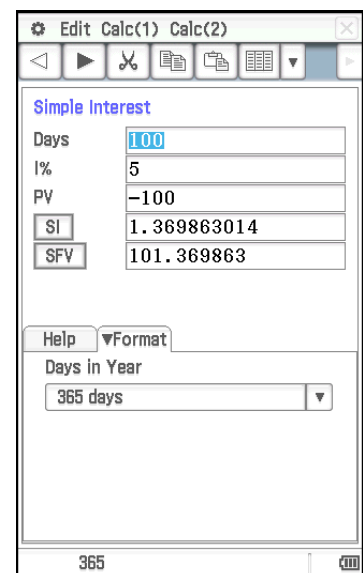 Edit Calc(1) Calc(2)
Simple Interest
Days 100
I% 5
PV -100
SI 1.369863014
SFV 101.369863
Help ▼Format
Days in Year
365 days
365